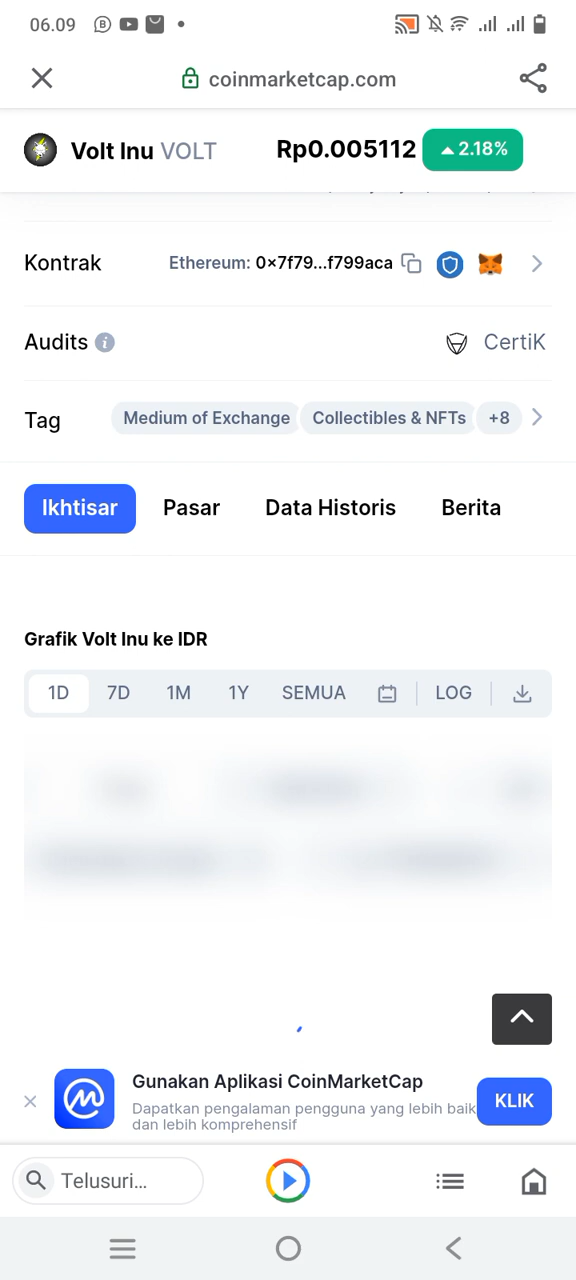 06.09
coinmarketcap.com
Volt Inu VOLT Rp0.005112 2.18%
Kontrak Ethereum: 0x7f79...f799aca
Audits CertiK
Tag Medium of Exchange Collectibles & NFTs +8
Ikhtisar Pasar Data Historis Berita
Grafik Volt Inu ke IDR
1D 7D 1M 1Y SEMUA LOG
Gunakan Aplikasi CoinMarketCap
Dapatkan pengalaman pengguna yang lebih baik
dan lebih komprehensif
KLIK
Telusuri...